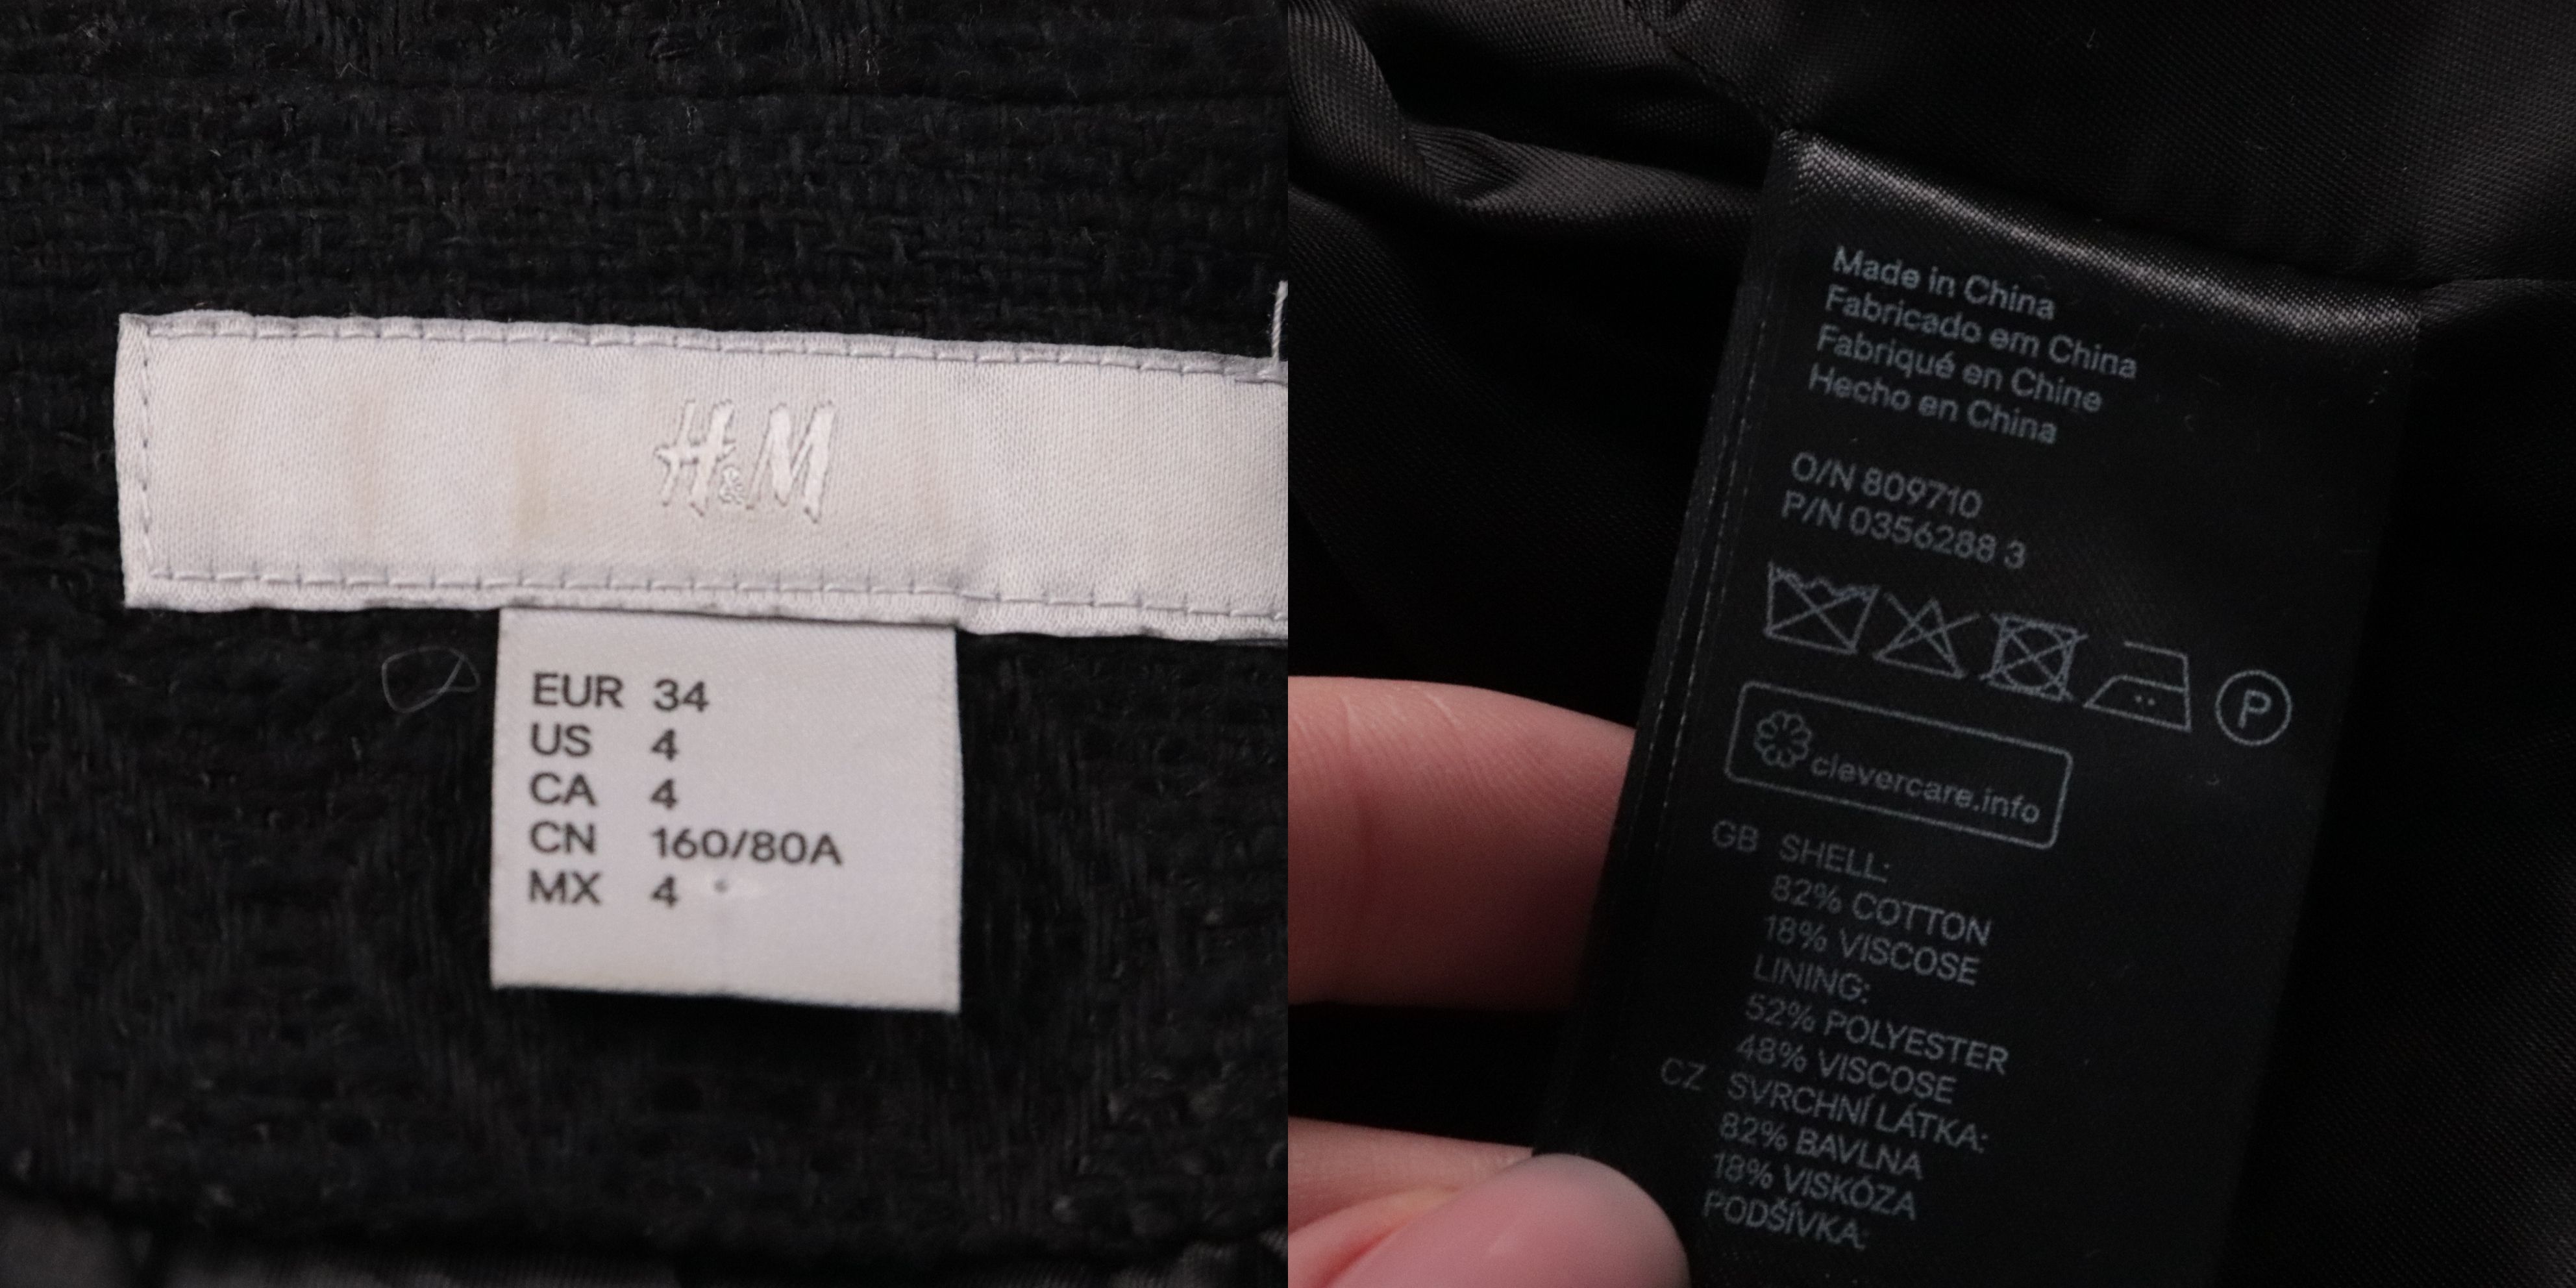 H&M
EUR 34
US 4
CA 4
CN 160/80A
MX 4
Made in China
Fabricado em China
Fabriqué en Chine
Hecho en China
O/N 809710
P/N 0356288 3
P
clevercare.info
GB SHELL:
82% COTTON
18% VISCOSE
LINING:
52% POLYESTER
48% VISCOSE
CZ SVRCHNÍ LÁTKA:
82% BAVLNA
18% VISKÓZA
PODŠÍVKA: